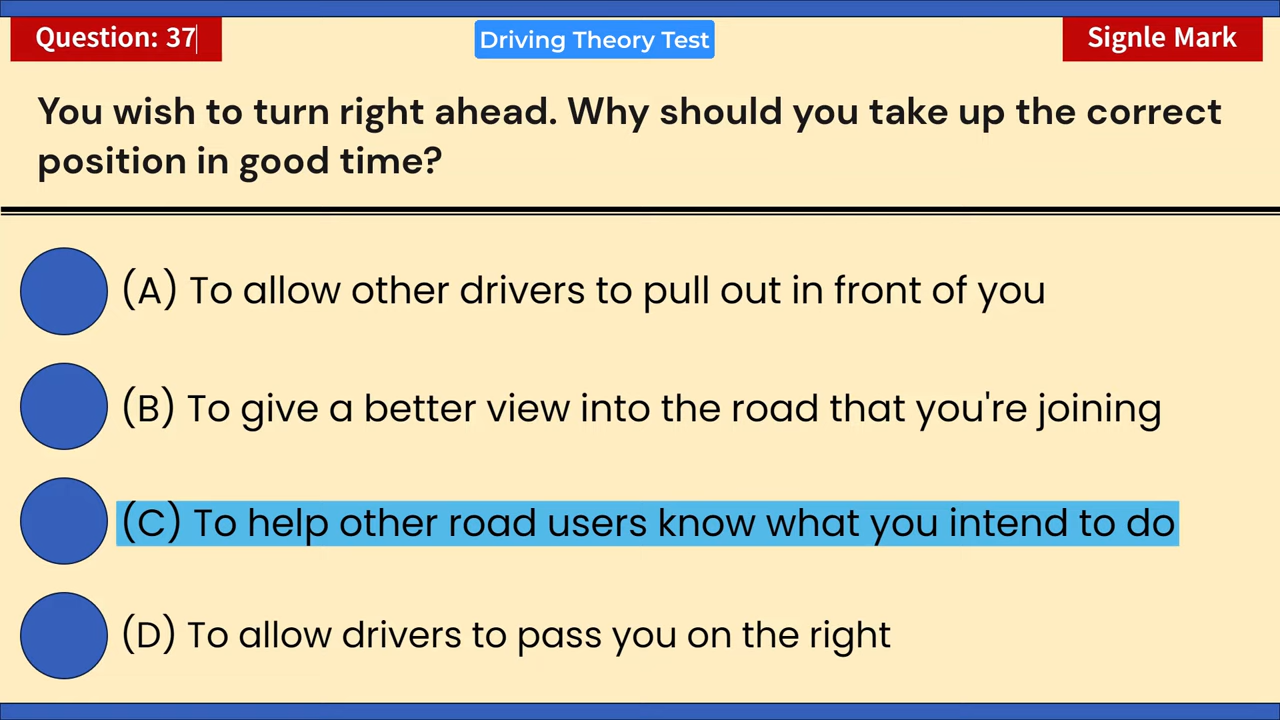 Question: 37
Driving Theory Test
Signle Mark
You wish to turn right ahead. Why should you take up the correct
position in good time?
(A) To allow other drivers to pull out in front of you
(B) To give a better view into the road that you're joining
(C) To help other road users know what you intend to do
(D) To allow drivers to pass you on the right